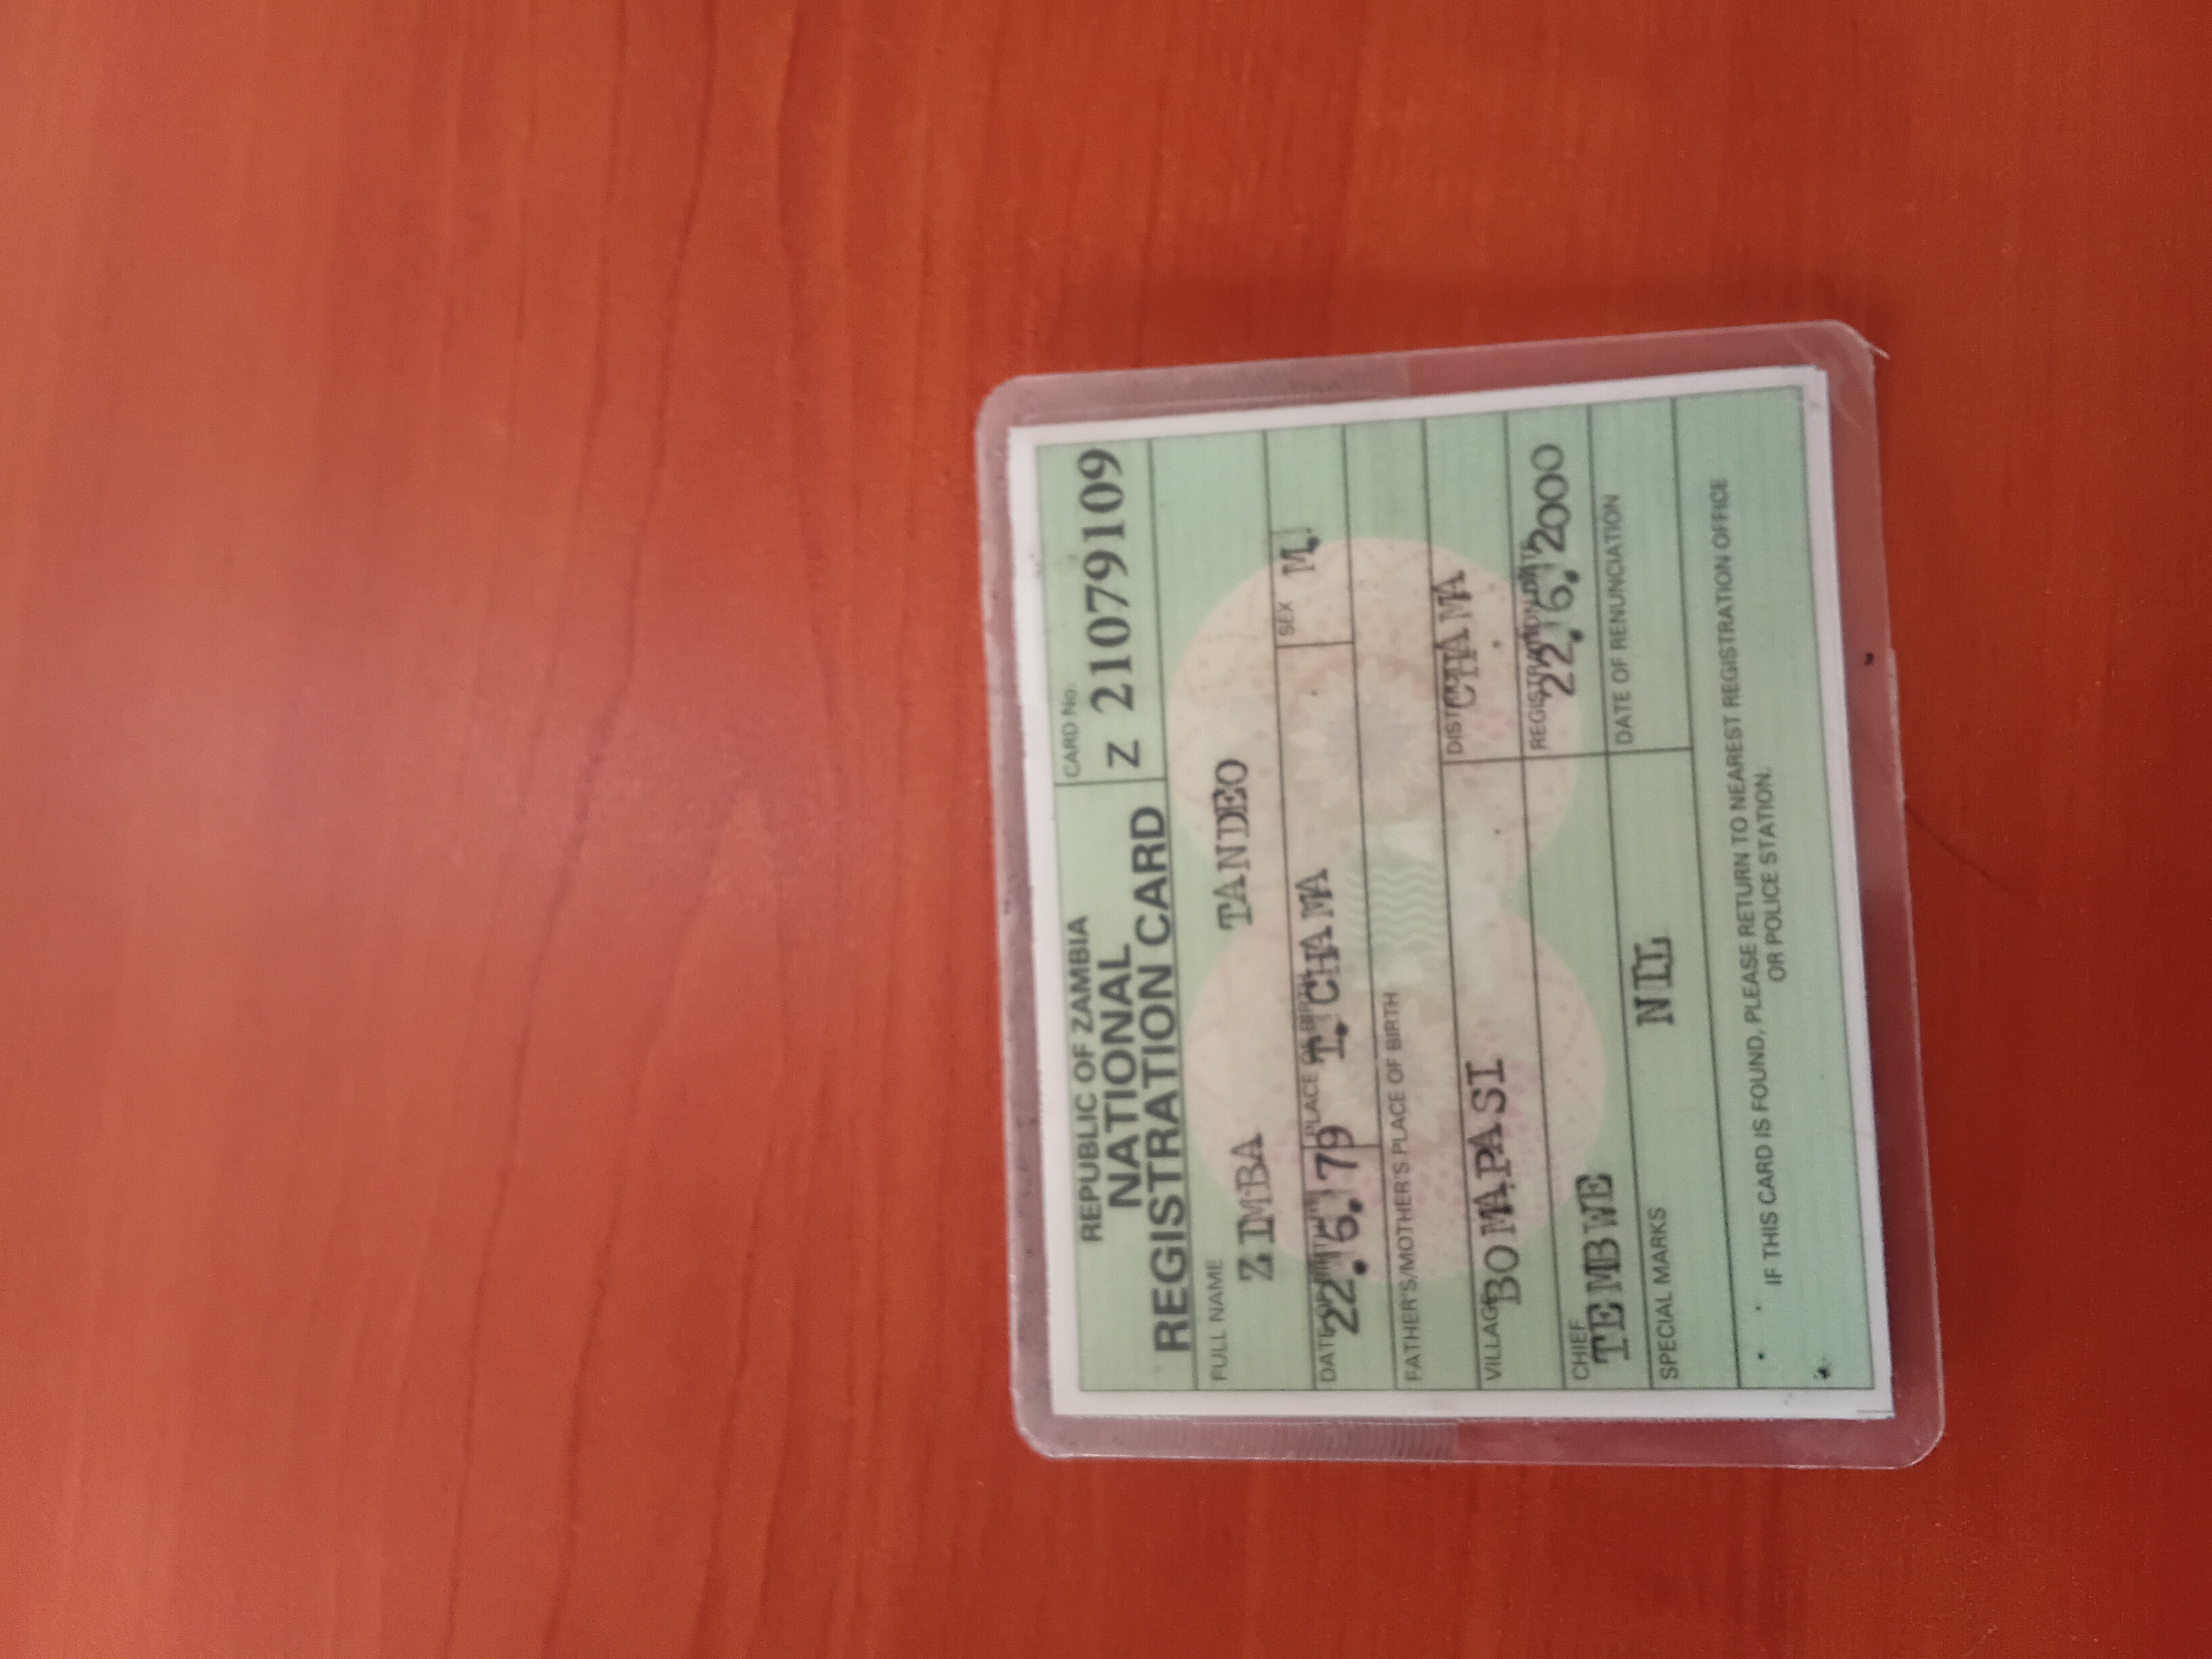 REPUBLIC OF ZAMBIA
NATIONAL
REGISTRATION CARD
CARD No.
Z 21079109
FULL NAME
ZIMBA TANDEO
DATE OF BIRTH PLACE OF BIRTH SEX M.
22.6.79 T.CHAMA
FATHER'S/MOTHER'S PLACE OF BIRTH
VILLAGE BOMAPASI DISTRICT CHAMA
CHIEF REGISTRATION DATE
TEMBWE 22.6.2000
SPECIAL MARKS NIL DATE OF RENUNCIATION
IF THIS CARD IS FOUND, PLEASE RETURN TO NEAREST REGISTRATION OFFICE
OR POLICE STATION.